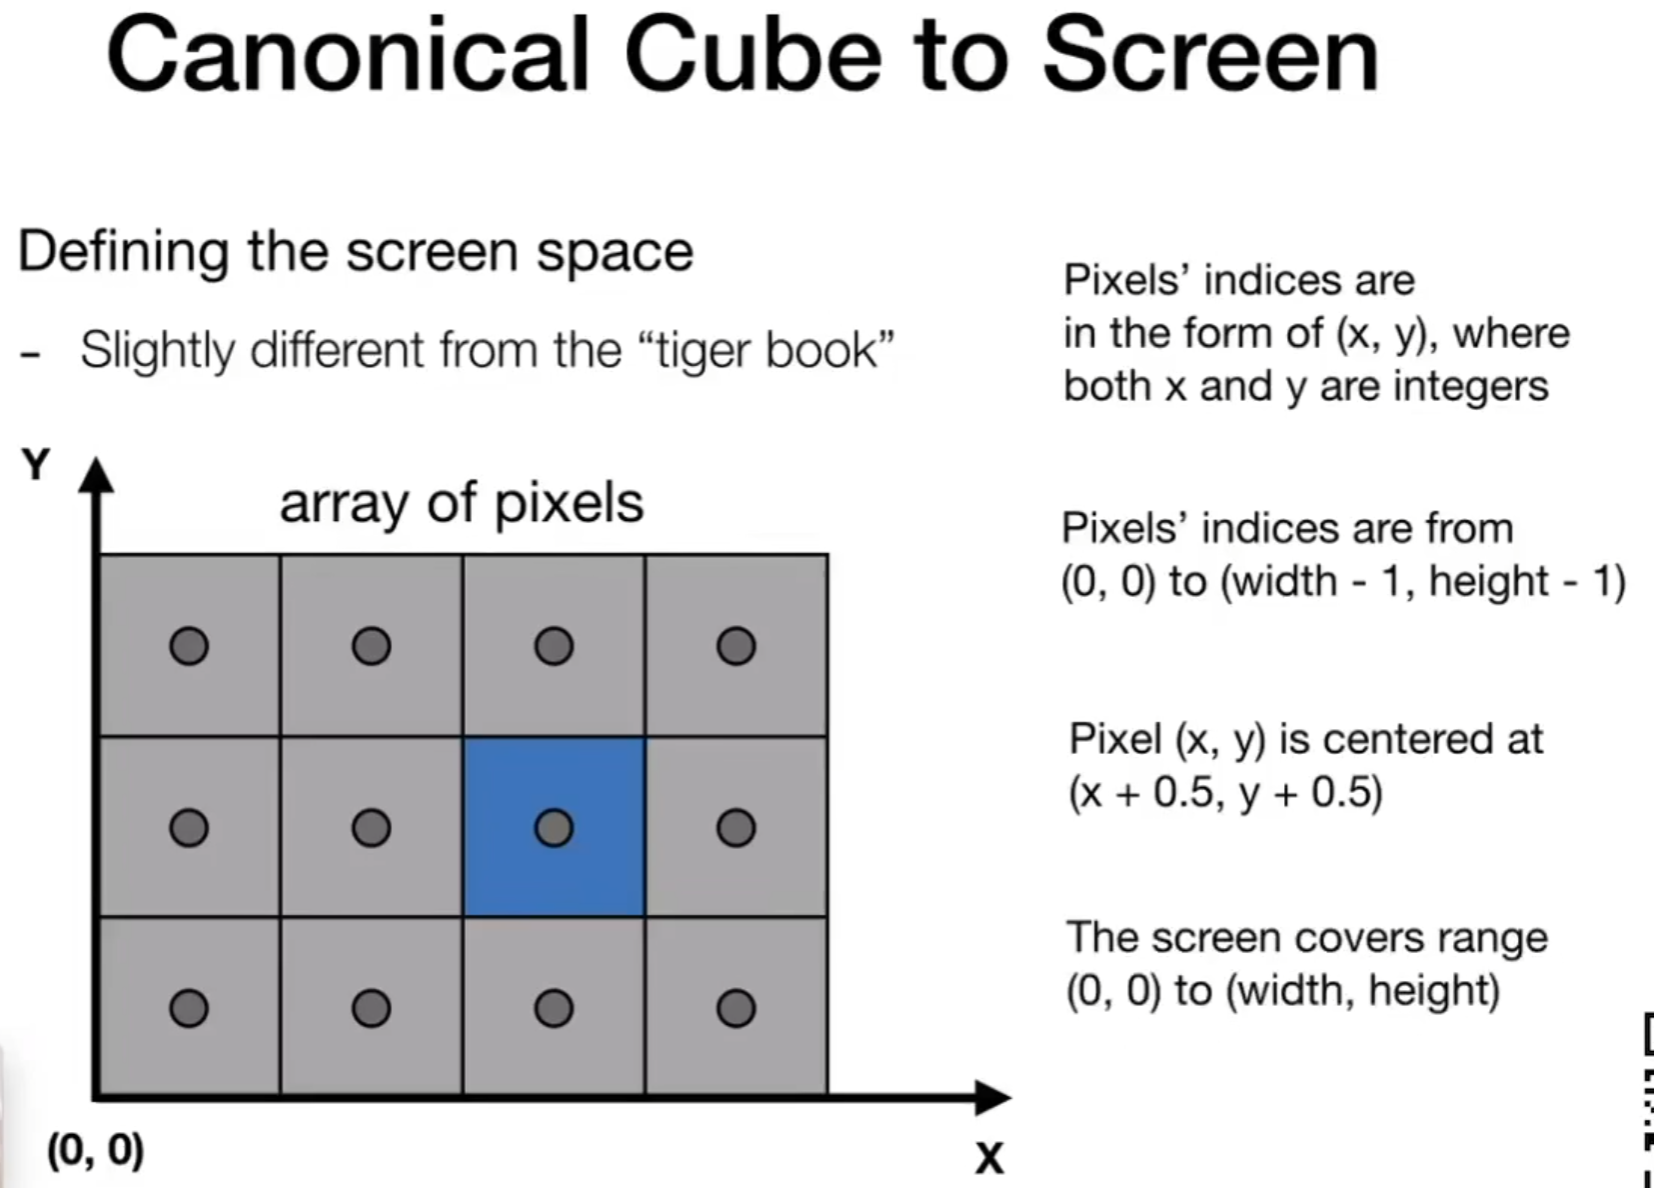 Canonical Cube to Screen
Defining the screen space
- Slightly different from the “tiger book”
Y
array of pixels
(0, 0)
X
Pixels’ indices are
in the form of (x, y), where
both x and y are integers
Pixels’ indices are from
(0, 0) to (width - 1, height - 1)
Pixel (x, y) is centered at
(x + 0.5, y + 0.5)
The screen covers range
(0, 0) to (width, height)